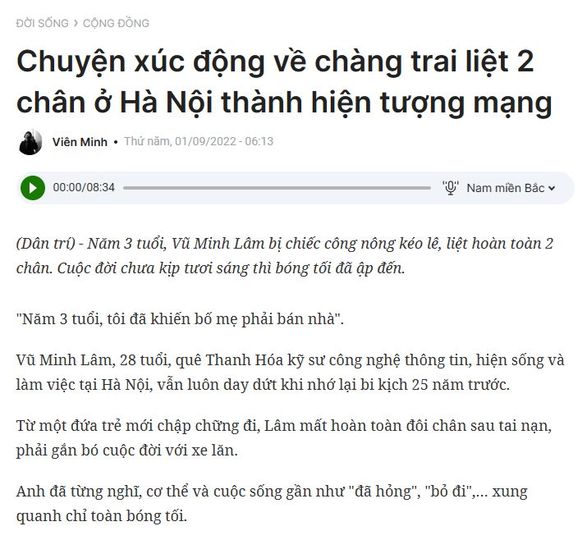 ĐỜI SỐNG > CỘNG ĐỒNG
Chuyện xúc động về chàng trai liệt 2
chân ở Hà Nội thành hiện tượng mạng
Viên Minh • Thứ năm, 01/09/2022 - 06:13
00:00/08:34 Nam miền Bắc
(Dân trí) - Năm 3 tuổi, Vũ Minh Lâm bị chiếc công nông kéo lê, liệt hoàn toàn 2
chân. Cuộc đời chưa kịp tươi sáng thì bóng tối đã ập đến.
"Năm 3 tuổi, tôi đã khiến bố mẹ phải bán nhà".
Vũ Minh Lâm, 28 tuổi, quê Thanh Hóa kỹ sư công nghệ thông tin, hiện sống và
làm việc tại Hà Nội, vẫn luôn day dứt khi nhớ lại bi kịch 25 năm trước.
Từ một đứa trẻ mới chập chững đi, Lâm mất hoàn toàn đôi chân sau tai nạn,
phải gắn bó cuộc đời với xe lăn.
Anh đã từng nghĩ, cơ thể và cuộc sống gần như "đã hỏng", "bỏ đi",... xung
quanh chỉ toàn bóng tối.